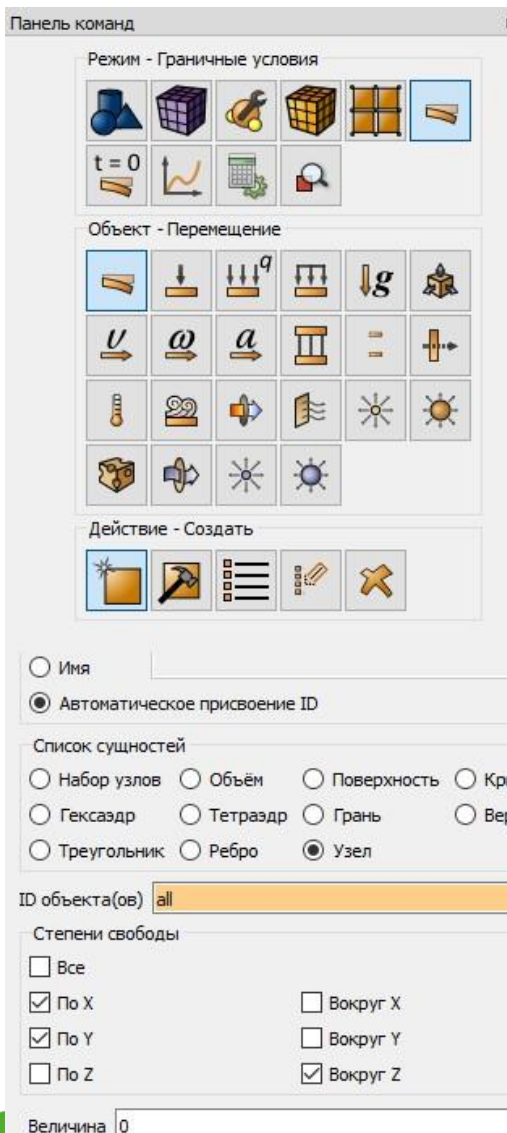 Панель команд
Режим - Граничные условия
t = 0
Объект - Перемещение
q
g
υ ω a
Действие - Создать
Имя
Автоматическое присвоение ID
Список сущностей
Набор узлов Объём Поверхность
Гексаэдр Тетраэдр Грань
Треугольник Ребро Узел
ID объекта(ов) all
Степени свободы
Все
По X Вокруг X
По Y Вокруг Y
По Z Вокруг Z
Величина 0